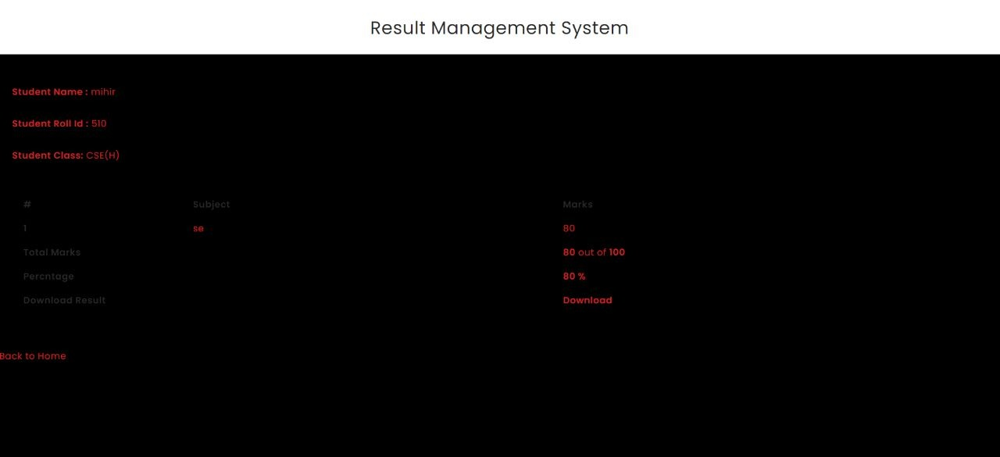 Result Management System
Student Name : mihir
Student Roll Id : 510
Student Class: CSE(H)
# Subject Marks
1 se 80
Total Marks 80 out of 100
Percntage 80 %
Download Result Download
Back to Home